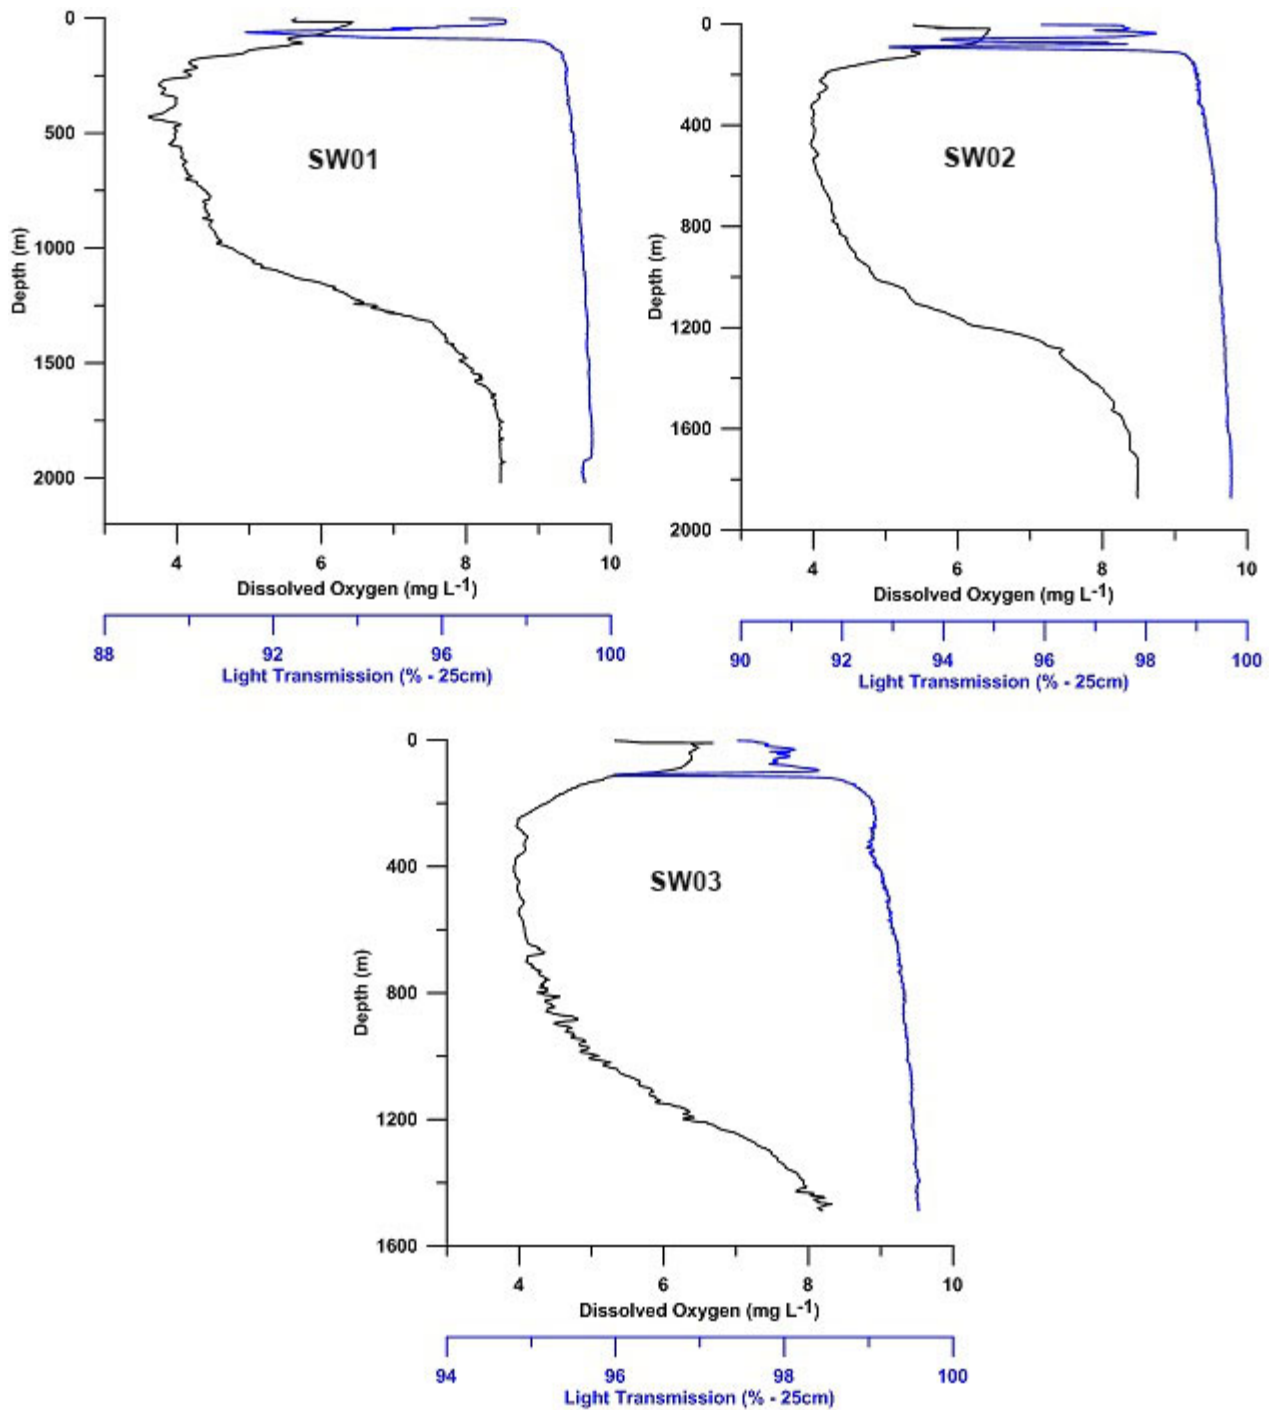 0
500
1000
1500
2000
Depth (m)
SW01
4 6 8 10
Dissolved Oxygen (mg L-1)
88 92 96 100
Light Transmission (% - 25cm)
0
400
800
1200
1600
2000
Depth (m)
SW02
4 6 8 10
Dissolved Oxygen (mg L-1)
90 92 94 96 98 100
Light Transmission (% - 25cm)
0
400
800
1200
1600
Depth (m)
SW03
4 6 8 10
Dissolved Oxygen (mg L-1)
94 96 98 100
Light Transmission (% - 25cm)